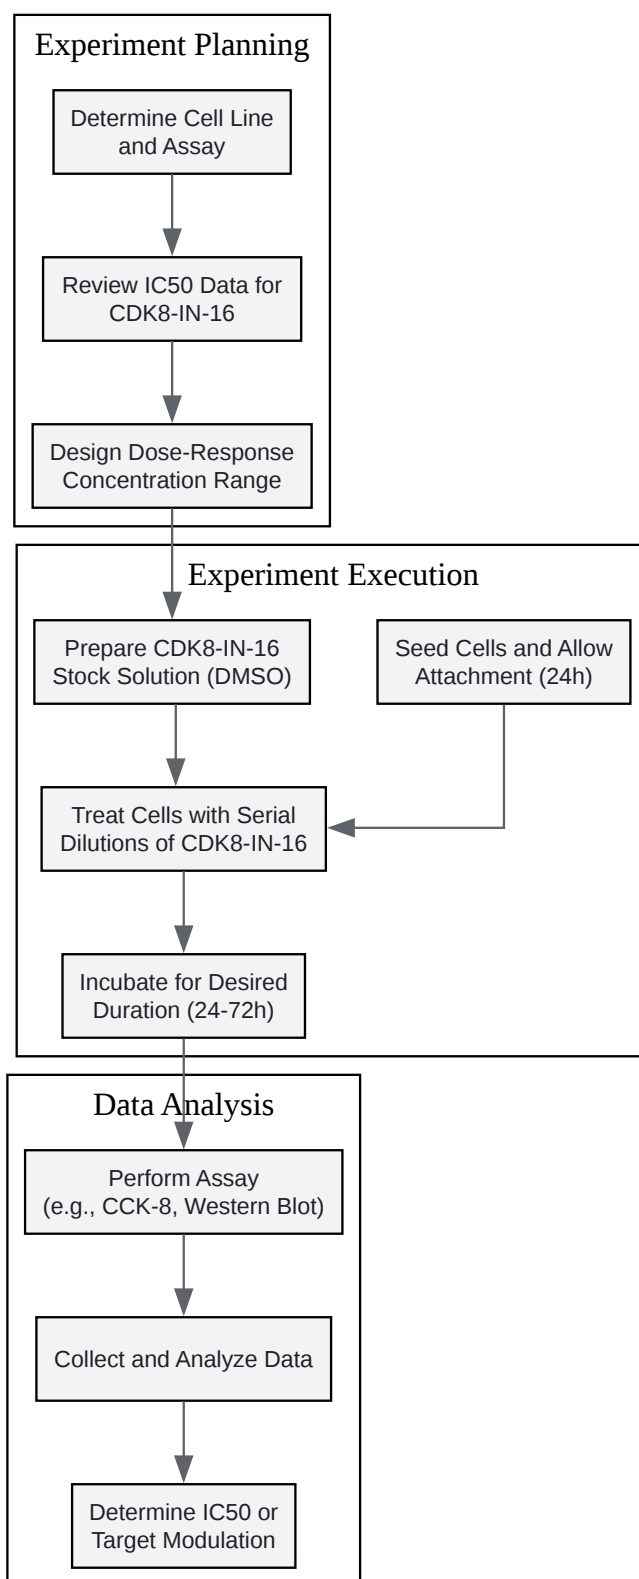 Experiment Planning
Determine Cell Line
and Assay
Review IC50 Data for
CDK8-IN-16
Design Dose-Response
Concentration Range
Experiment Execution
Prepare CDK8-IN-16
Stock Solution (DMSO)
Seed Cells and Allow
Attachment (24h)
Treat Cells with Serial
Dilutions of CDK8-IN-16
Incubate for Desired
Duration (24-72h)
Data Analysis
Perform Assay
(e.g., CCK-8, Western Blot)
Collect and Analyze Data
Determine IC50 or
Target Modulation